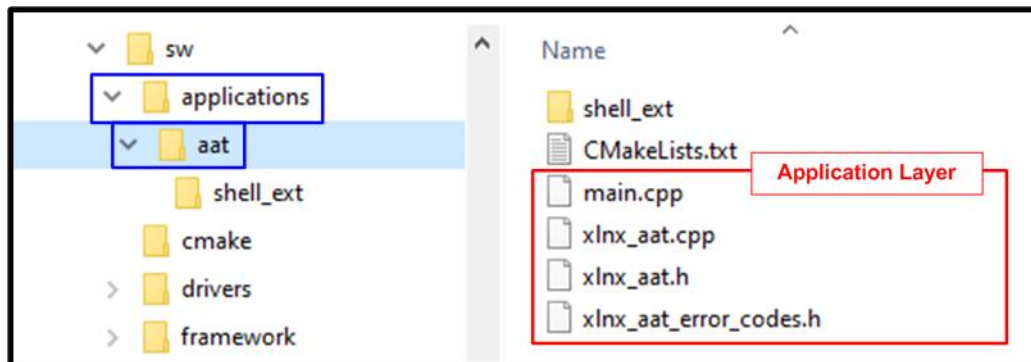 sw
applications
aat
shell_ext
cmake
drivers
framework
Name
shell_ext
CMakeLists.txt
Application Layer
main.cpp
xlnx_aat.cpp
xlnx_aat.h
xlnx_aat_error_codes.h